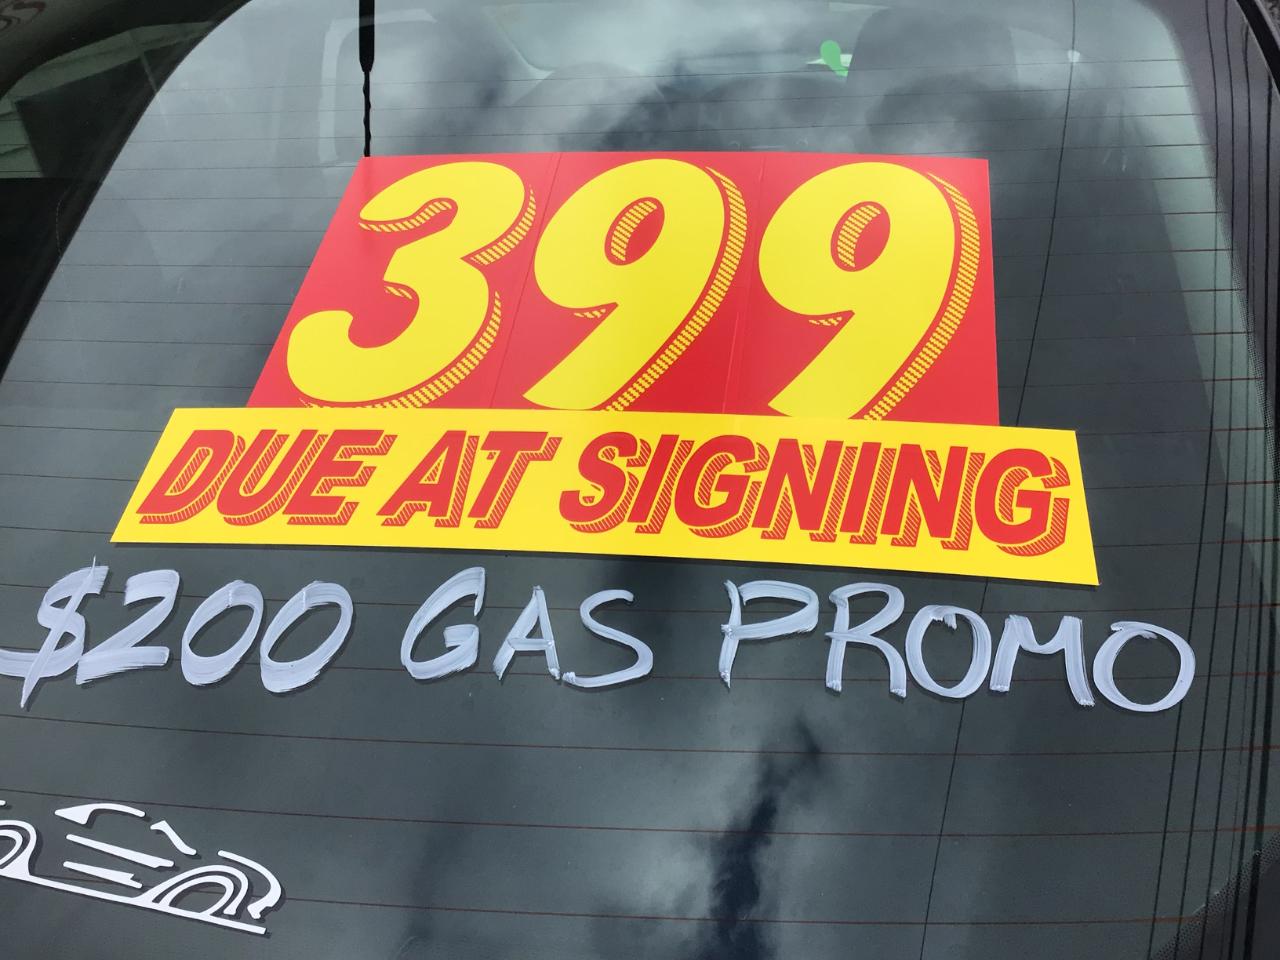 399
DUE AT SIGNING
$200 GAS PROMO